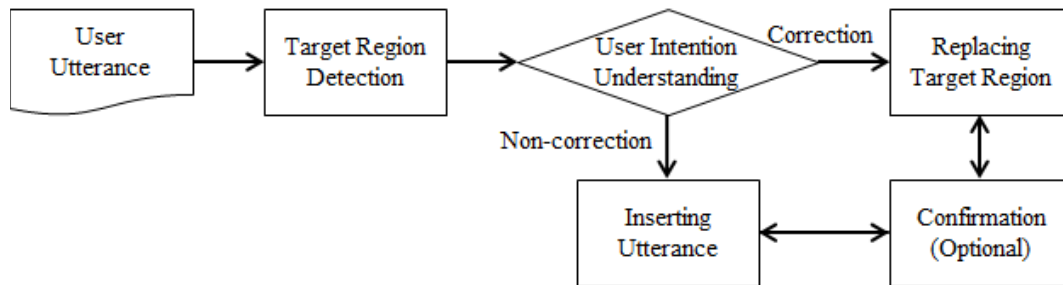 User
Utterance
Target Region
Detection
User Intention
Understanding
Correction
Replacing
Target Region
Non-correction
Inserting
Utterance
Confirmation
(Optional)